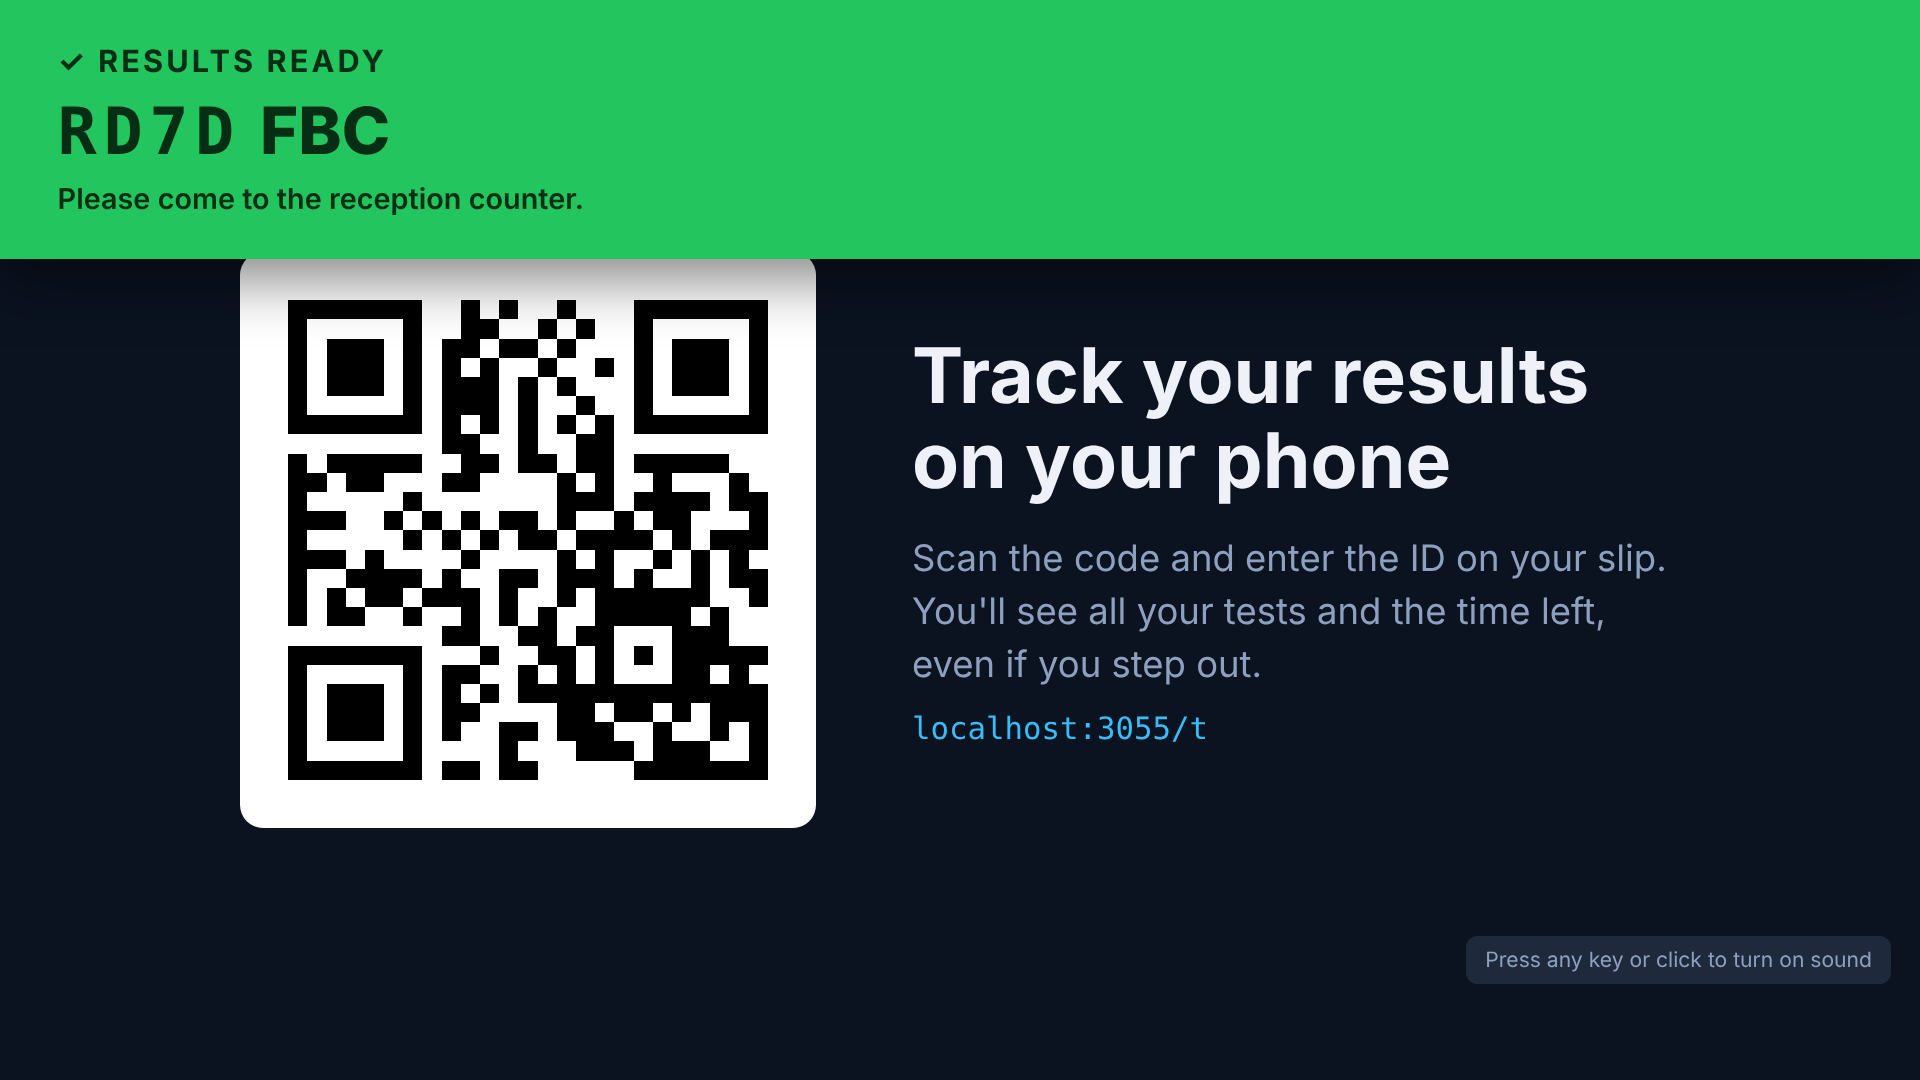 ✓ RESULTS READY
RD7D FBC
Please come to the reception counter.
Track your results
on your phone
Scan the code and enter the ID on your slip.
You'll see all your tests and the time left,
even if you step out.
localhost:3055/t
Press any key or click to turn on sound